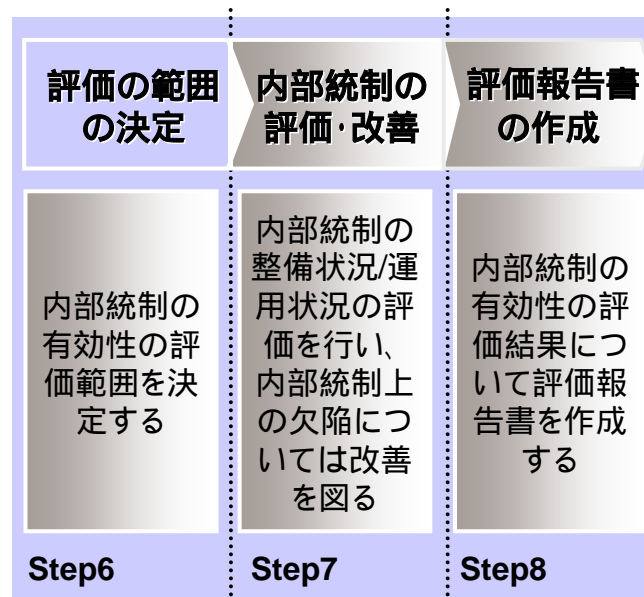 評価の範囲
の決定
内部統制の
評価･改善
評価報告書
の作成
内部統制の
有効性の評
価範囲を決
定する
内部統制の
整備状況/運
用状況の評
価を行い、
内部統制上
の欠陥につ
いては改善
を図る
内部統制の
有効性の評
価結果につ
いて評価報
告書を作成
する
Step6
Step7
Step8